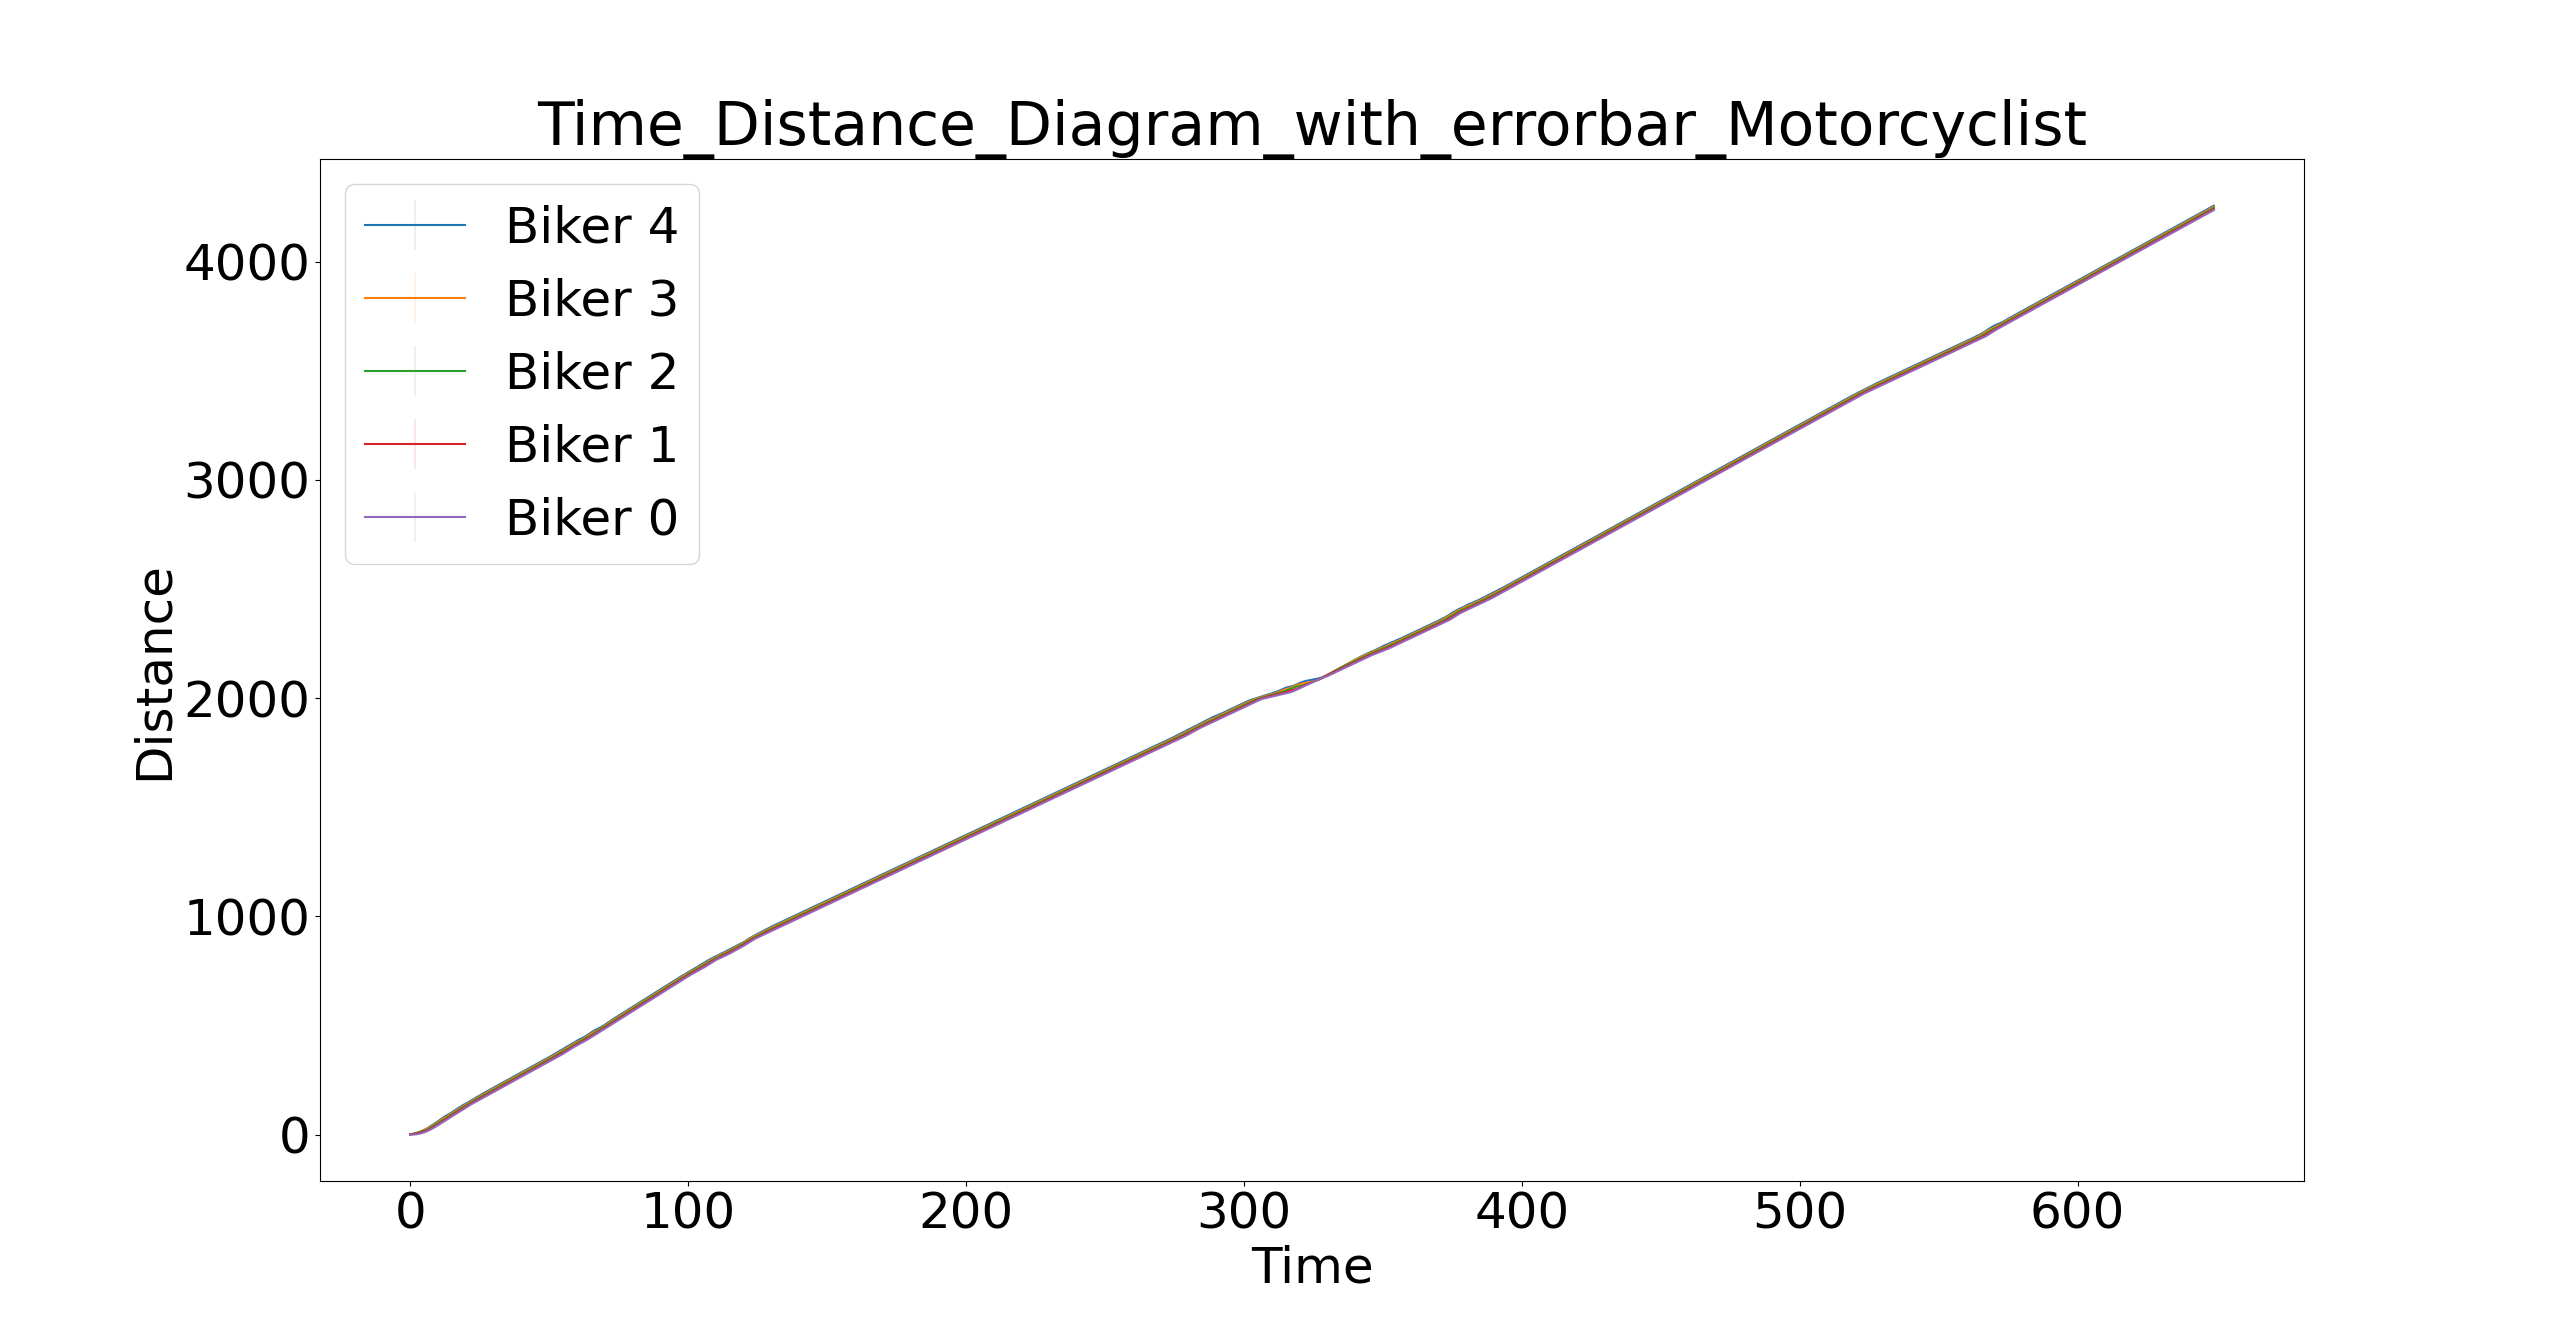 Time_Distance_Diagram_with_errorbar_Motorcyclist
Biker 4
Biker 3
Biker 2
Biker 1
Biker 0
4000
3000
2000
1000
0
Distance
0 100 200 300 400 500 600
Time